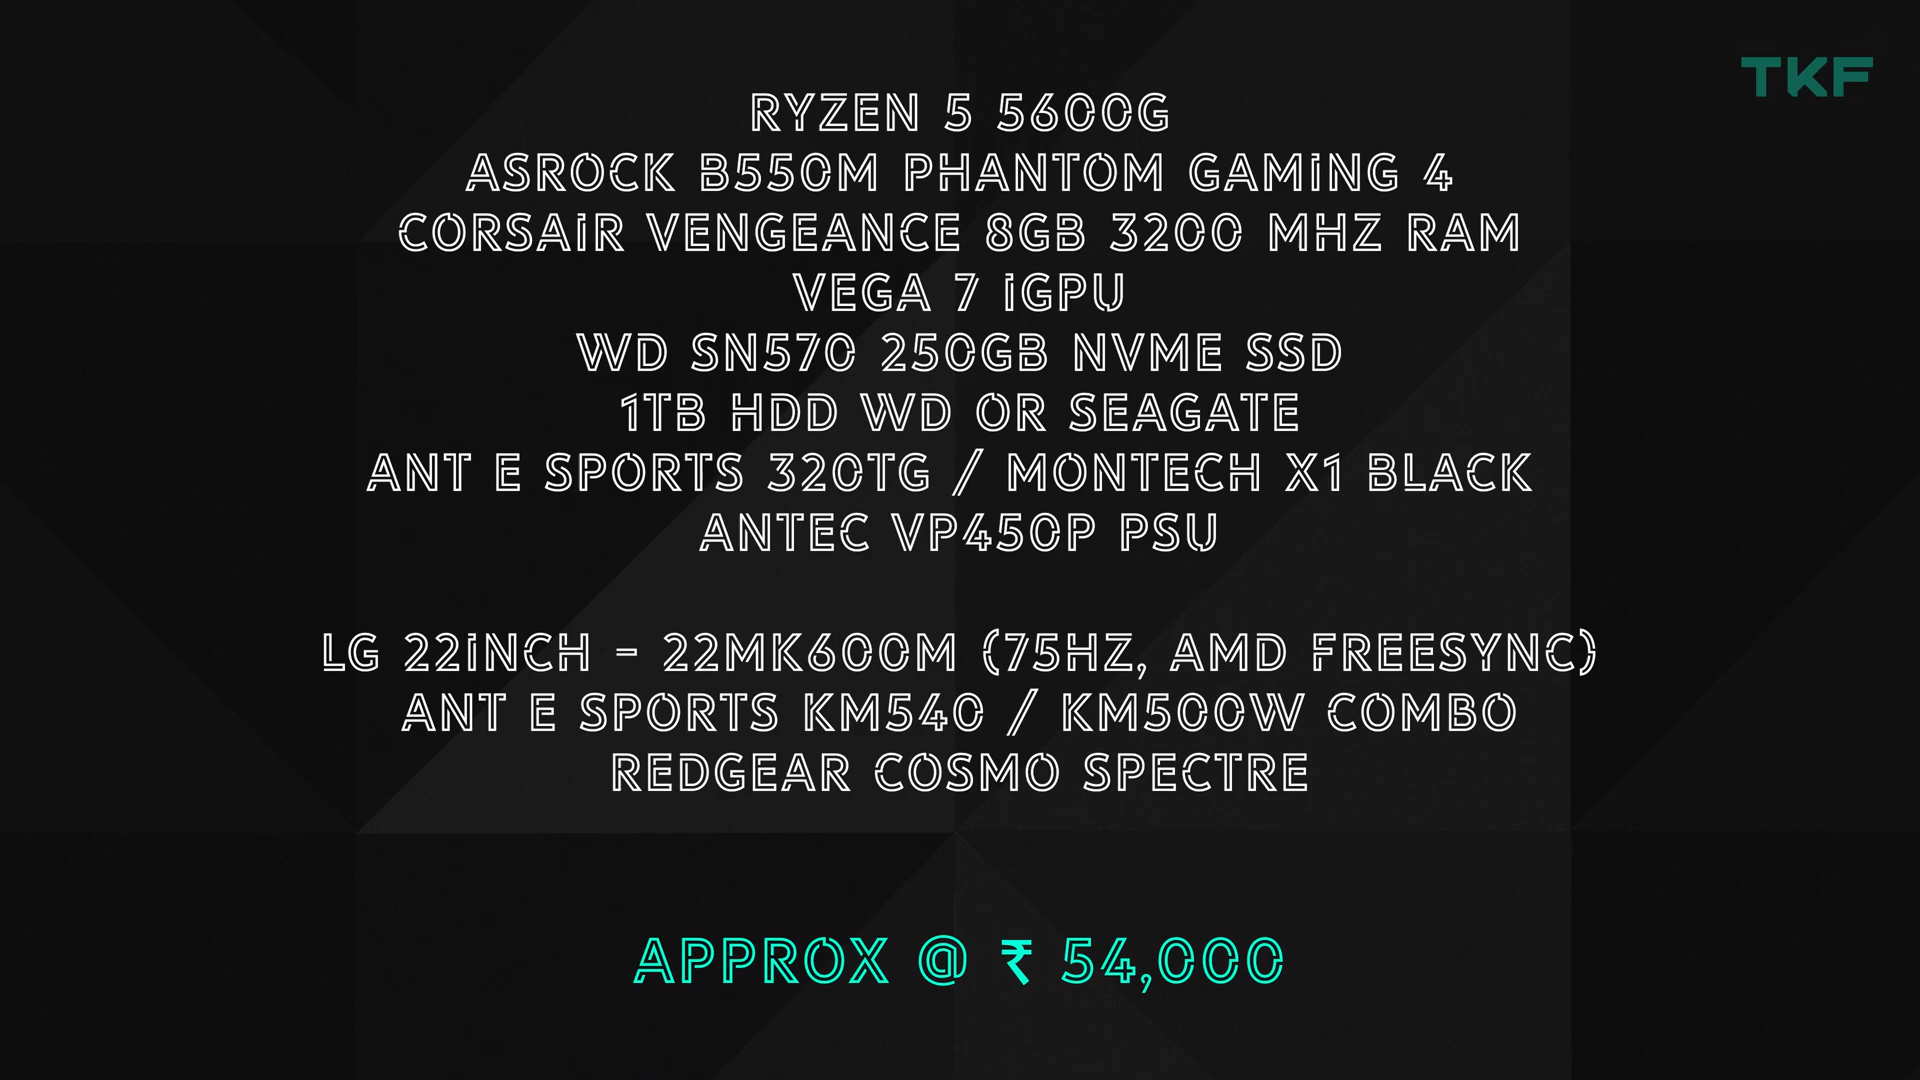 TKF
RYZEN 5 5600G
ASROCK B550M PHANTOM GAMiNG 4
CORSAiR VENGEANCE 8GB 3200 MHZ RAM
VEGA 7 iGPU
WD SN570 250GB NVME SSD
1TB HDD WD OR SEAGATE
ANT E SPORTS 320TG / MONTECH X1 BLACK
ANTEC VP450P PSU
LG 22iNCH - 22MK600M (75HZ, AMD FREESYNC)
ANT E SPORTS KM540 / KM500W COMBO
REDGEAR COSMO SPECTRE
APPROX @ ₹ 54,000